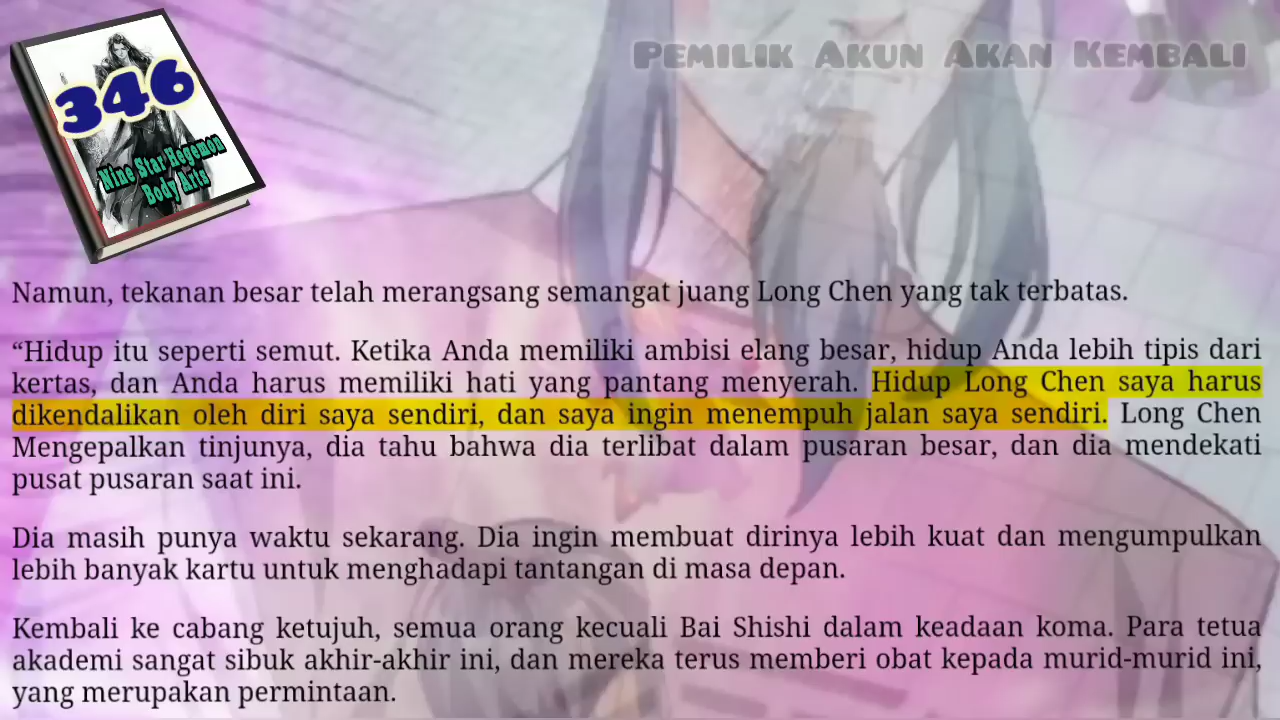 PEMILIK AKUN AKAN KEMBALI
346
Nine Star Hegemon
Body Arts
Namun, tekanan besar telah merangsang semangat juang Long Chen yang tak terbatas.
“Hidup itu seperti semut. Ketika Anda memiliki ambisi elang besar, hidup Anda lebih tipis dari
kertas, dan Anda harus memiliki hati yang pantang menyerah. Hidup Long Chen saya harus
dikendalikan oleh diri saya sendiri, dan saya ingin menempuh jalan saya sendiri. Long Chen
Mengepalkan tinjunya, dia tahu bahwa dia terlibat dalam pusaran besar, dan dia mendekati
pusat pusaran saat ini.
Dia masih punya waktu sekarang. Dia ingin membuat dirinya lebih kuat dan mengumpulkan
lebih banyak kartu untuk menghadapi tantangan di masa depan.
Kembali ke cabang ketujuh, semua orang kecuali Bai Shishi dalam keadaan koma. Para tetua
akademi sangat sibuk akhir-akhir ini, dan mereka terus memberi obat kepada murid-murid ini,
yang merupakan permintaan.